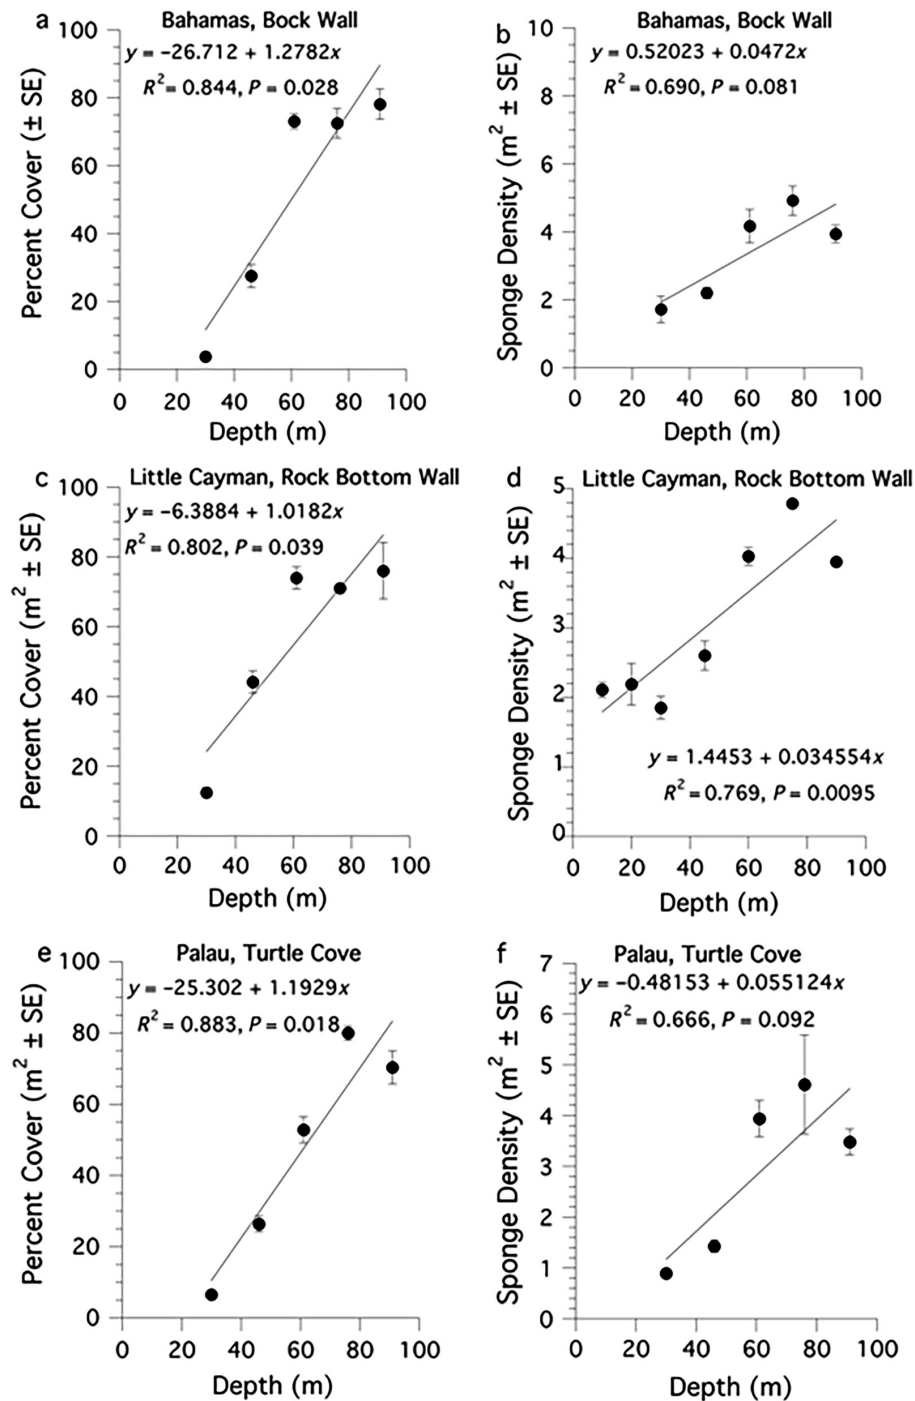 a
Bahamas, Bock Wall
y = –26.712 + 1.2782x
R² = 0.844, P = 0.028
Percent Cover (± SE)
100
80
60
40
20
0
0 20 40 60 80 100
Depth (m)
b
Bahamas, Bock Wall
y = 0.52023 + 0.0472x
R² = 0.690, P = 0.081
Sponge Density (m² ± SE)
10
8
6
4
2
0
0 20 40 60 80 100
Depth (m)
c
Little Cayman, Rock Bottom Wall
y = –6.3884 + 1.0182x
R² = 0.802, P = 0.039
Percent Cover (m² ± SE)
100
80
60
40
20
0
0 20 40 60 80 100
Depth (m)
d
Little Cayman, Rock Bottom Wall
Sponge Density (m² ± SE)
5
4
3
2
1
0
y = 1.4453 + 0.034554x
R² = 0.769, P = 0.0095
0 20 40 60 80 100
Depth (m)
e
Palau, Turtle Cove
y = –25.302 + 1.1929x
R² = 0.883, P = 0.018
Percent Cover (m² ± SE)
100
80
60
40
20
0
0 20 40 60 80 100
Depth (m)
f
Palau, Turtle Cove
y = –0.48153 + 0.055124x
R² = 0.666, P = 0.092
Sponge Density (m² ± SE)
7
6
5
4
3
2
1
0
0 20 40 60 80 100
Depth (m)